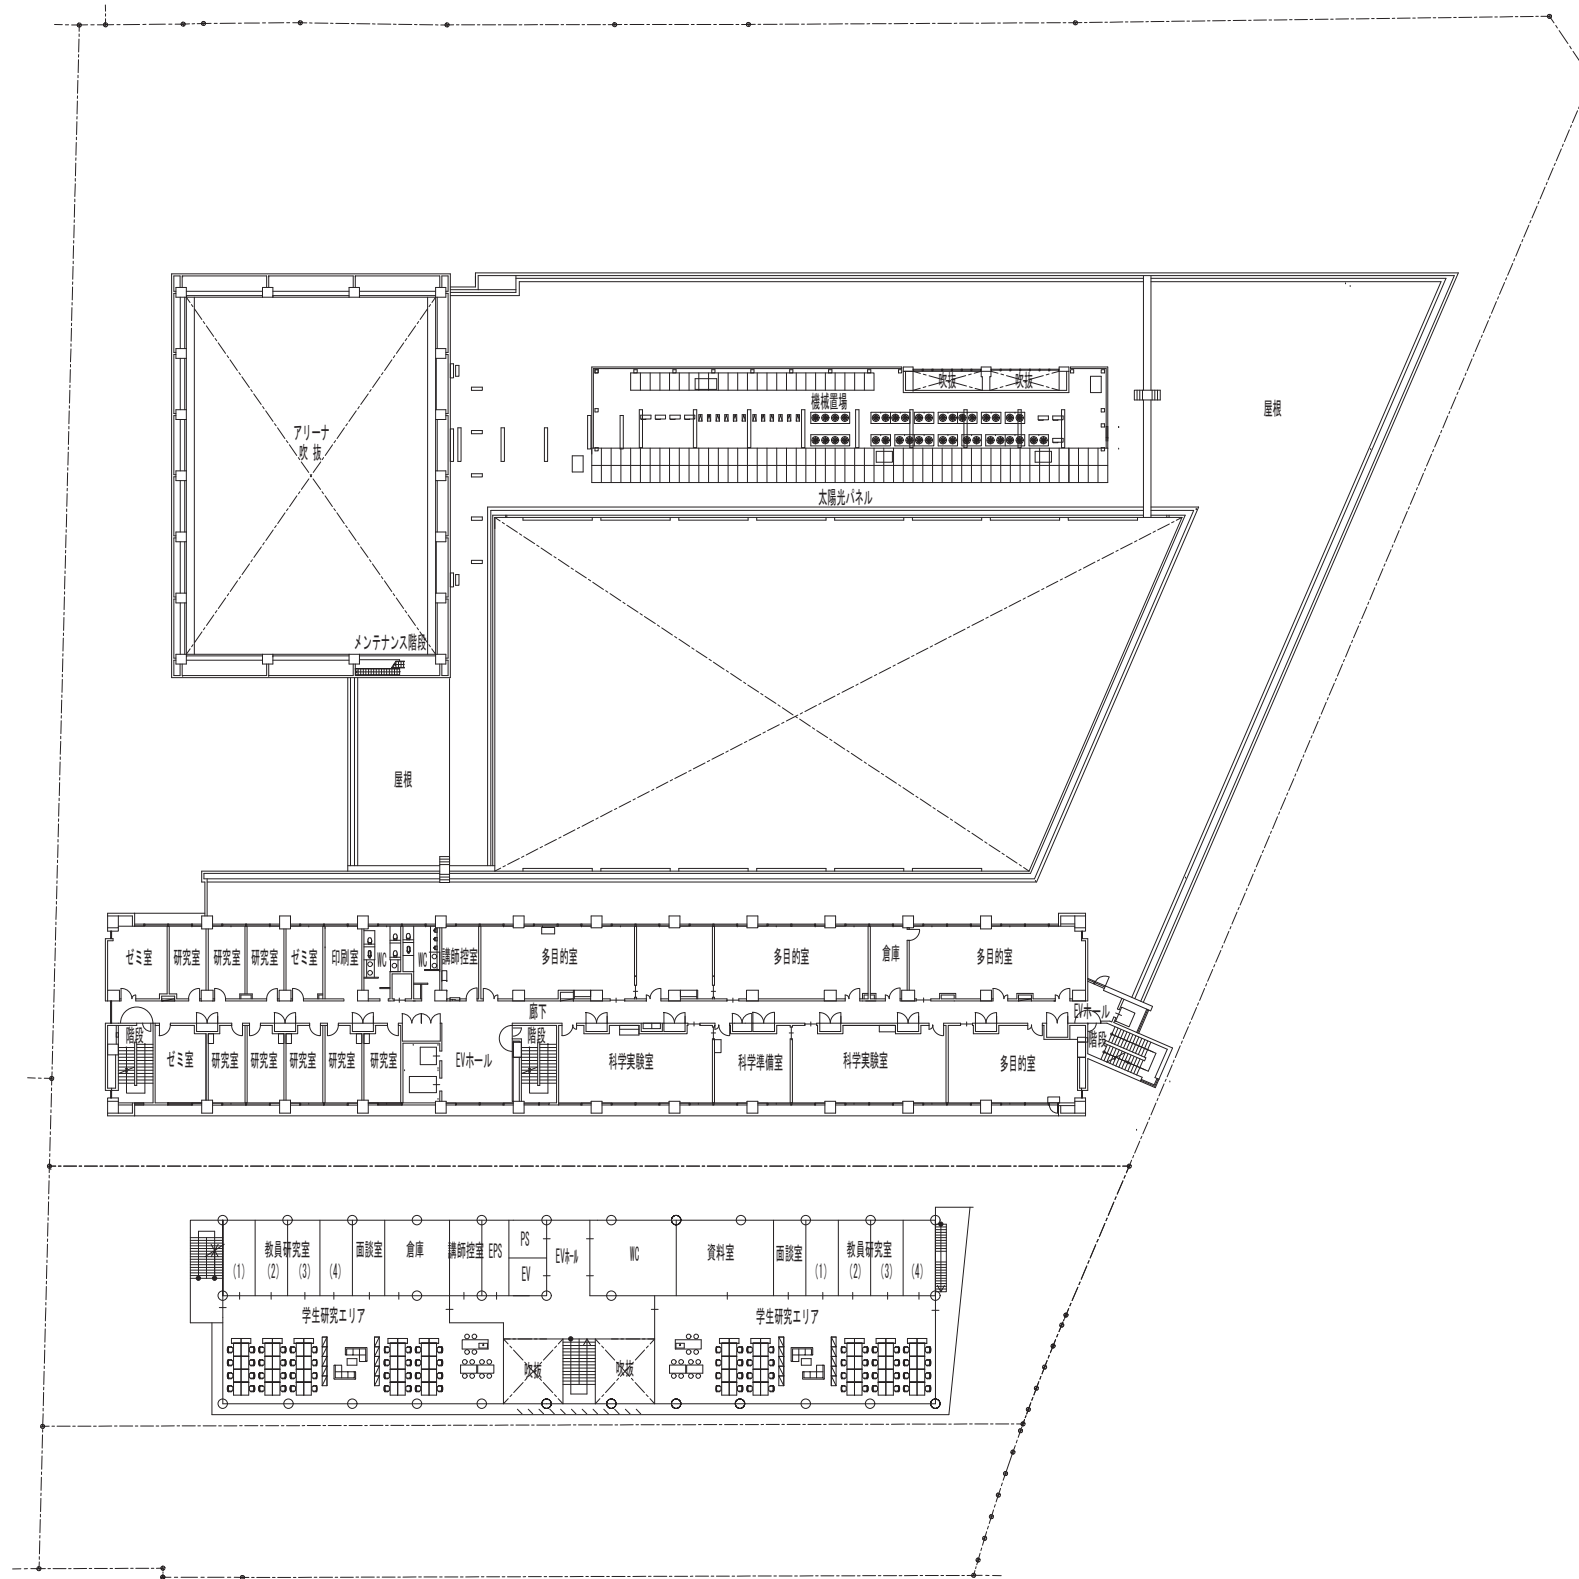 吹抜
吹抜
機械置場
屋根
アリーナ
吹 抜
太陽光パネル
メンテナンス階段
屋根
ゼミ室
研究室
研究室
研究室
ゼミ室
印刷室
WC
WC
講師控室
多目的室
多目的室
倉庫
多目的室
廊下
EVホール
階段
階段
階段
ゼミ室
研究室
研究室
研究室
研究室
研究室
EVホール
科学実験室
科学準備室
科学実験室
多目的室
教員研究室
(1)
(2)
(3)
(4)
面談室
倉庫
講師控室
EPS
PS
EV
EVホール
WC
資料室
面談室
教員研究室
(1)
(2)
(3)
(4)
学生研究エリア
学生研究エリア
吹抜
吹抜